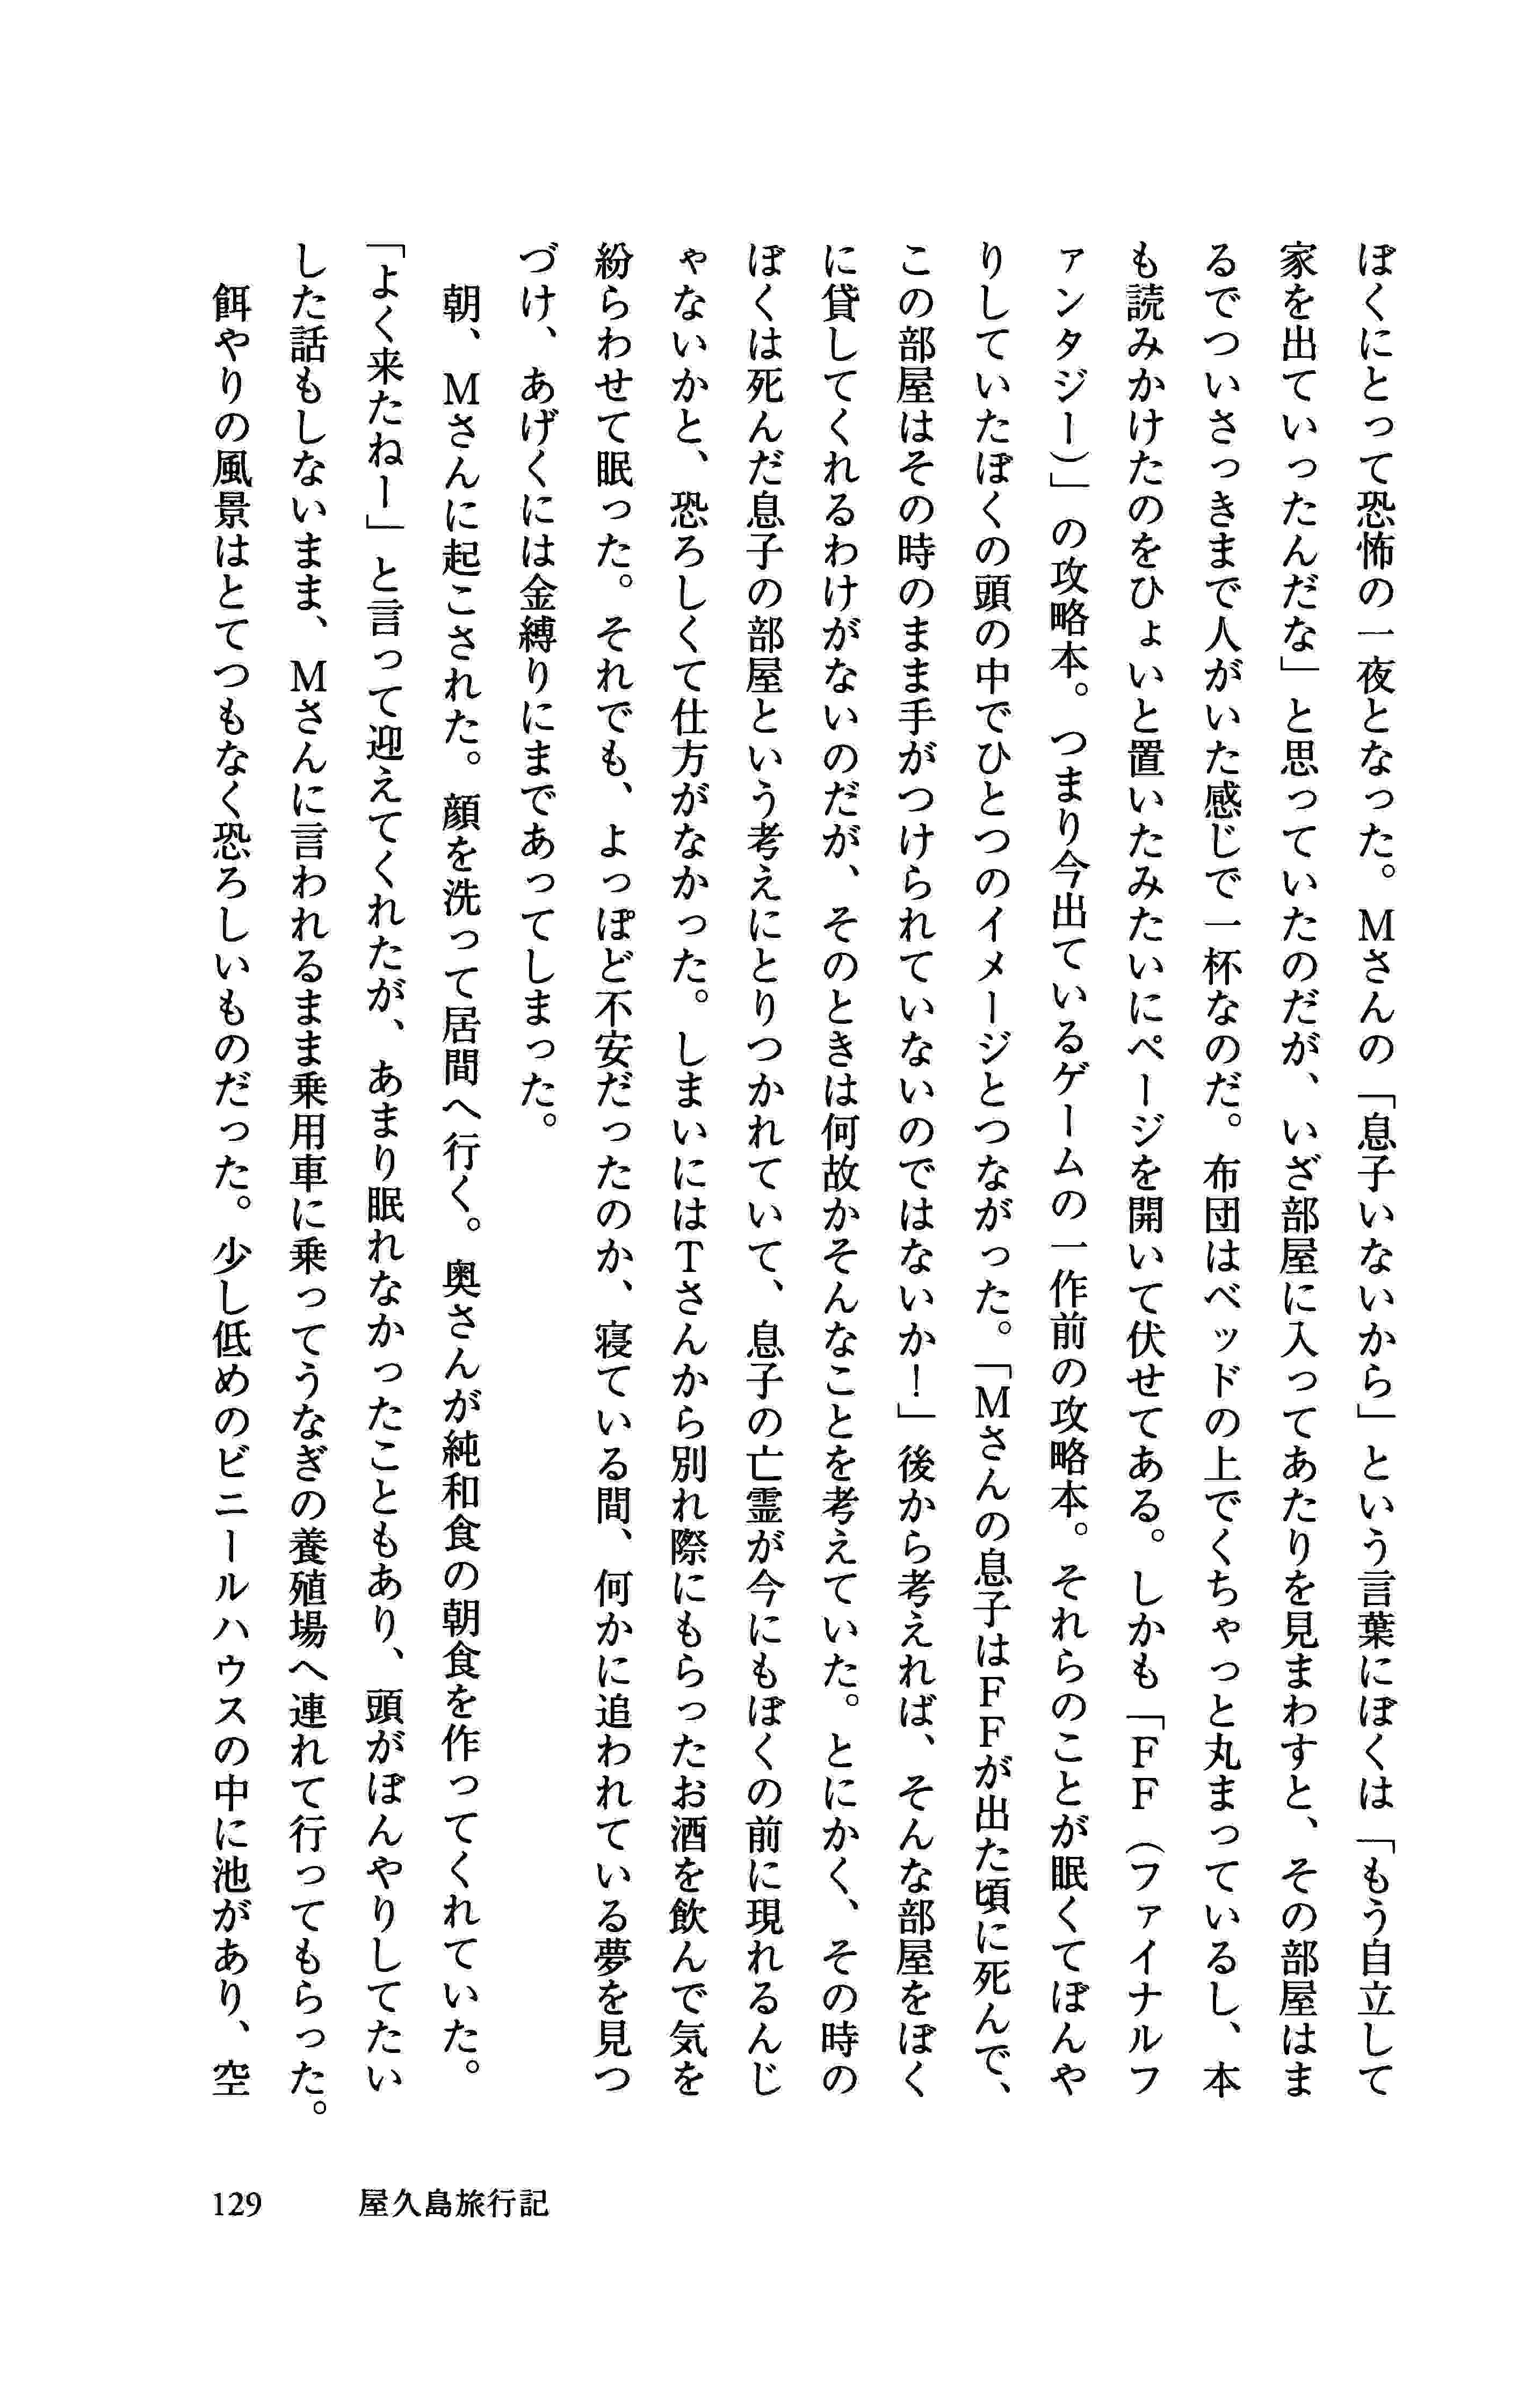 ぼくにとって恐怖の一夜となった。Mさんの「息子いないから」という言葉にぼくは「もう自立して
家を出ていったんだな」と思っていたのだが、いざ部屋に入ってあたりを見まわすと、その部屋はま
るでついさっきまで人がいた感じで一杯なのだ。布団はベッドの上でくちゃっと丸まっているし、本
も読みかけたのをひょいと置いたみたいにページを開いて伏せてある。しかも「FF（ファイナルフ
ァンタジー）」の攻略本。つまり今出ているゲームの一作前の攻略本。それらのことが眠くてぼんや
りしていたぼくの頭の中でひとつのイメージとつながった。「Mさんの息子はFFが出た頃に死んで、
この部屋はその時のまま手がつけられていないのではないか！」後から考えれば、そんな部屋をぼく
に貸してくれるわけがないのだが、そのときは何故かそんなことを考えていた。とにかく、その時の
ぼくは死んだ息子の部屋という考えにとりつかれていて、息子の亡霊が今にもぼくの前に現れるんじ
ゃないかと、恐ろしくて仕方がなかった。しまいにはTさんから別れ際にもらったお酒を飲んで気を
紛らわせて眠った。それでも、よっぽど不安だったのか、寝ている間、何かに追われている夢を見つ
づけ、あげくには金縛りにまであってしまった。
朝、Mさんに起こされた。顔を洗って居間へ行く。奥さんが純和食の朝食を作ってくれていた。
「よく来たねー」と言って迎えてくれたが、あまり眠れなかったこともあり、頭がぼんやりしてたい
した話もしないまま、Mさんに言われるまま乗用車に乗ってうなぎの養殖場へ連れて行ってもらった。
餌やりの風景はとてつもなく恐ろしいものだった。少し低めのビニールハウスの中に池があり、空
129
屋久島旅行記